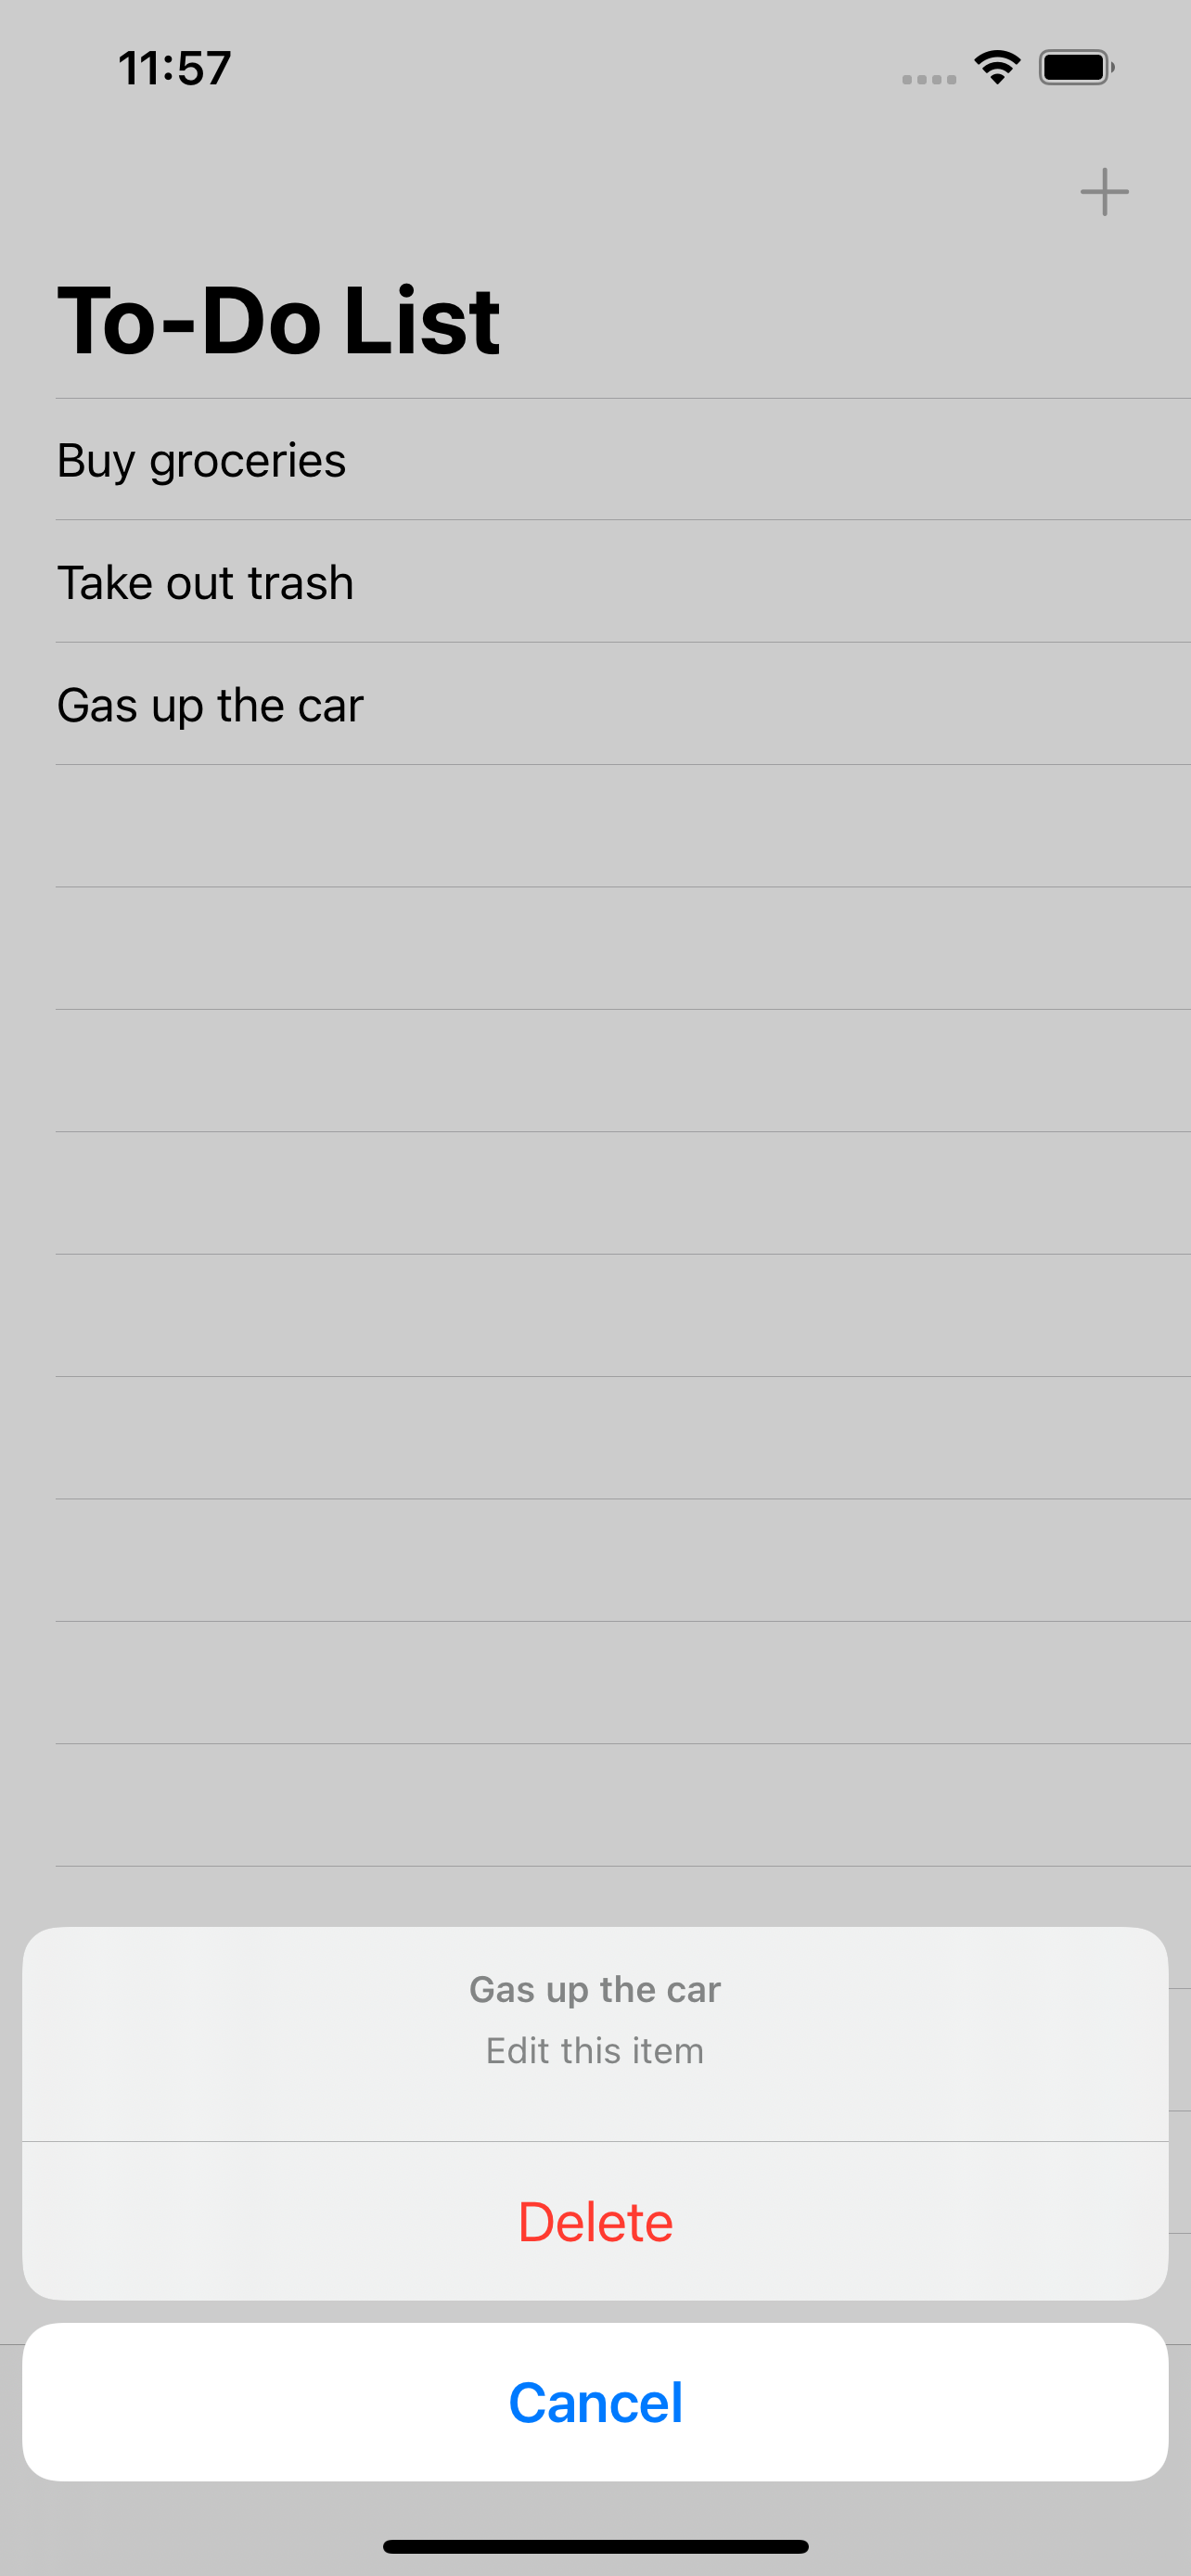 11:57
To-Do List
Buy groceries
Take out trash
Gas up the car
Gas up the car
Edit this item
Delete
Cancel